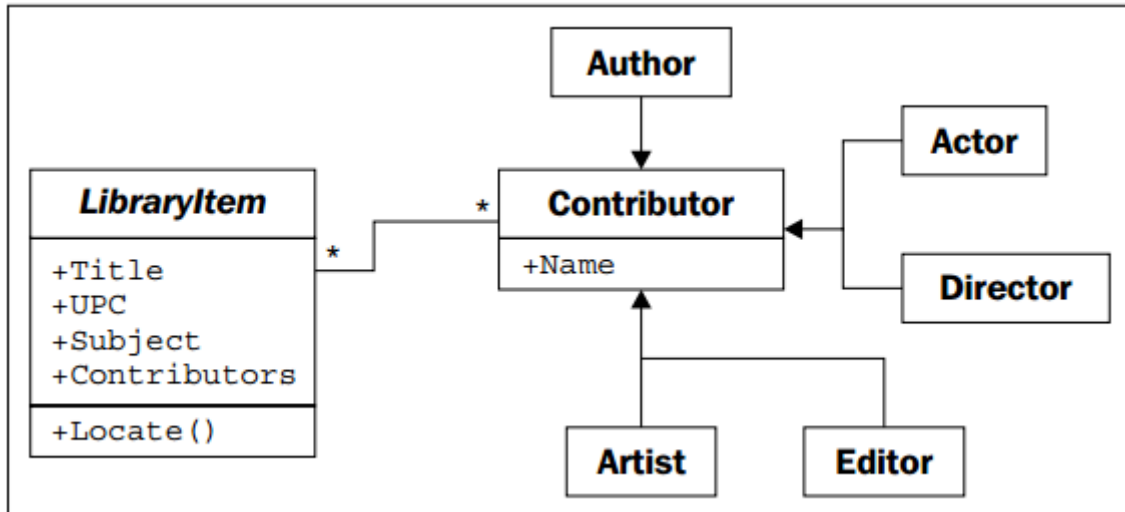 Author
Actor
LibraryItem
*
*
Contributor
+Title
+UPC
+Subject
+Contributors
+Name
Director
+Locate()
Artist
Editor